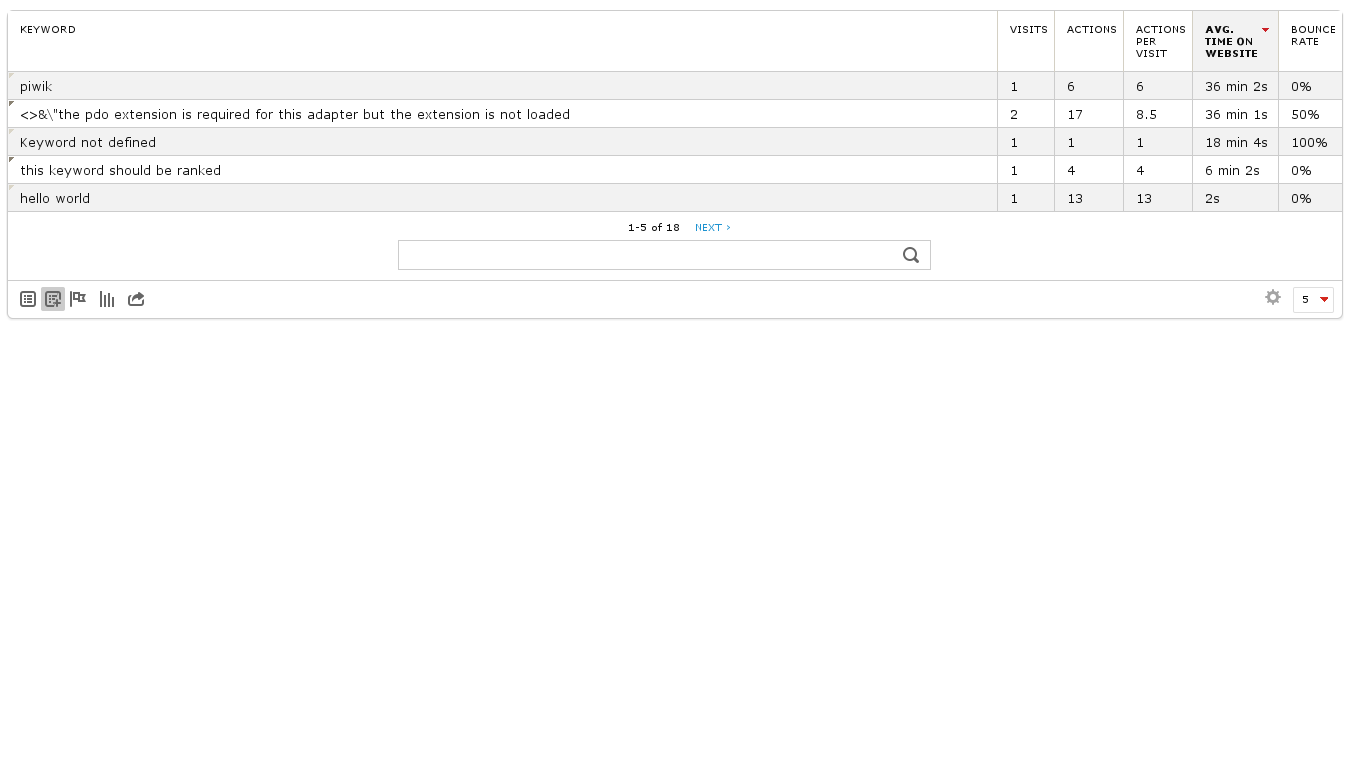 KEYWORD VISITS ACTIONS ACTIONS PER VISIT AVG. TIME ON WEBSITE BOUNCE RATE
piwik 1 6 6 36 min 2s 0%
<>&\"the pdo extension is required for this adapter but the extension is not loaded 2 17 8.5 36 min 1s 50%
Keyword not defined 1 1 1 18 min 4s 100%
this keyword should be ranked 1 4 4 6 min 2s 0%
hello world 1 13 13 2s 0%
1-5 of 18 NEXT ›
5